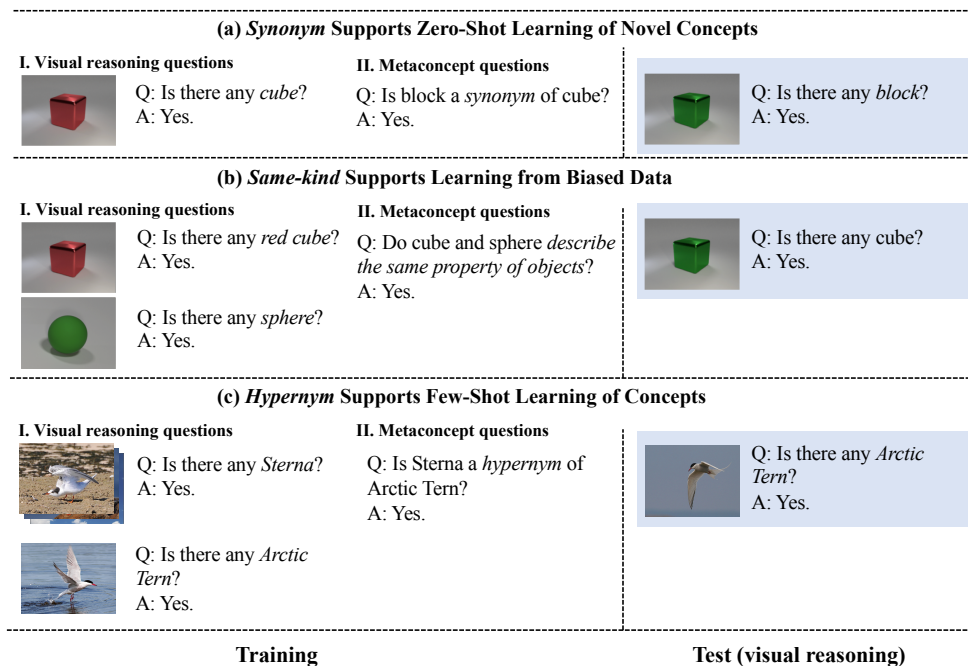 (a) Synonym Supports Zero-Shot Learning of Novel Concepts
I. Visual reasoning questions
Q: Is there any cube?
A: Yes.
II. Metaconcept questions
Q: Is block a synonym of cube?
A: Yes.
Q: Is there any block?
A: Yes.
(b) Same-kind Supports Learning from Biased Data
I. Visual reasoning questions
Q: Is there any red cube?
A: Yes.
Q: Is there any sphere?
A: Yes.
II. Metaconcept questions
Q: Do cube and sphere describe
the same property of objects?
A: Yes.
Q: Is there any cube?
A: Yes.
(c) Hypernym Supports Few-Shot Learning of Concepts
I. Visual reasoning questions
Q: Is there any Sterna?
A: Yes.
Q: Is there any Arctic
Tern?
A: Yes.
II. Metaconcept questions
Q: Is Sterna a hypernym of
Arctic Tern?
A: Yes.
Q: Is there any Arctic
Tern?
A: Yes.
Training
Test (visual reasoning)